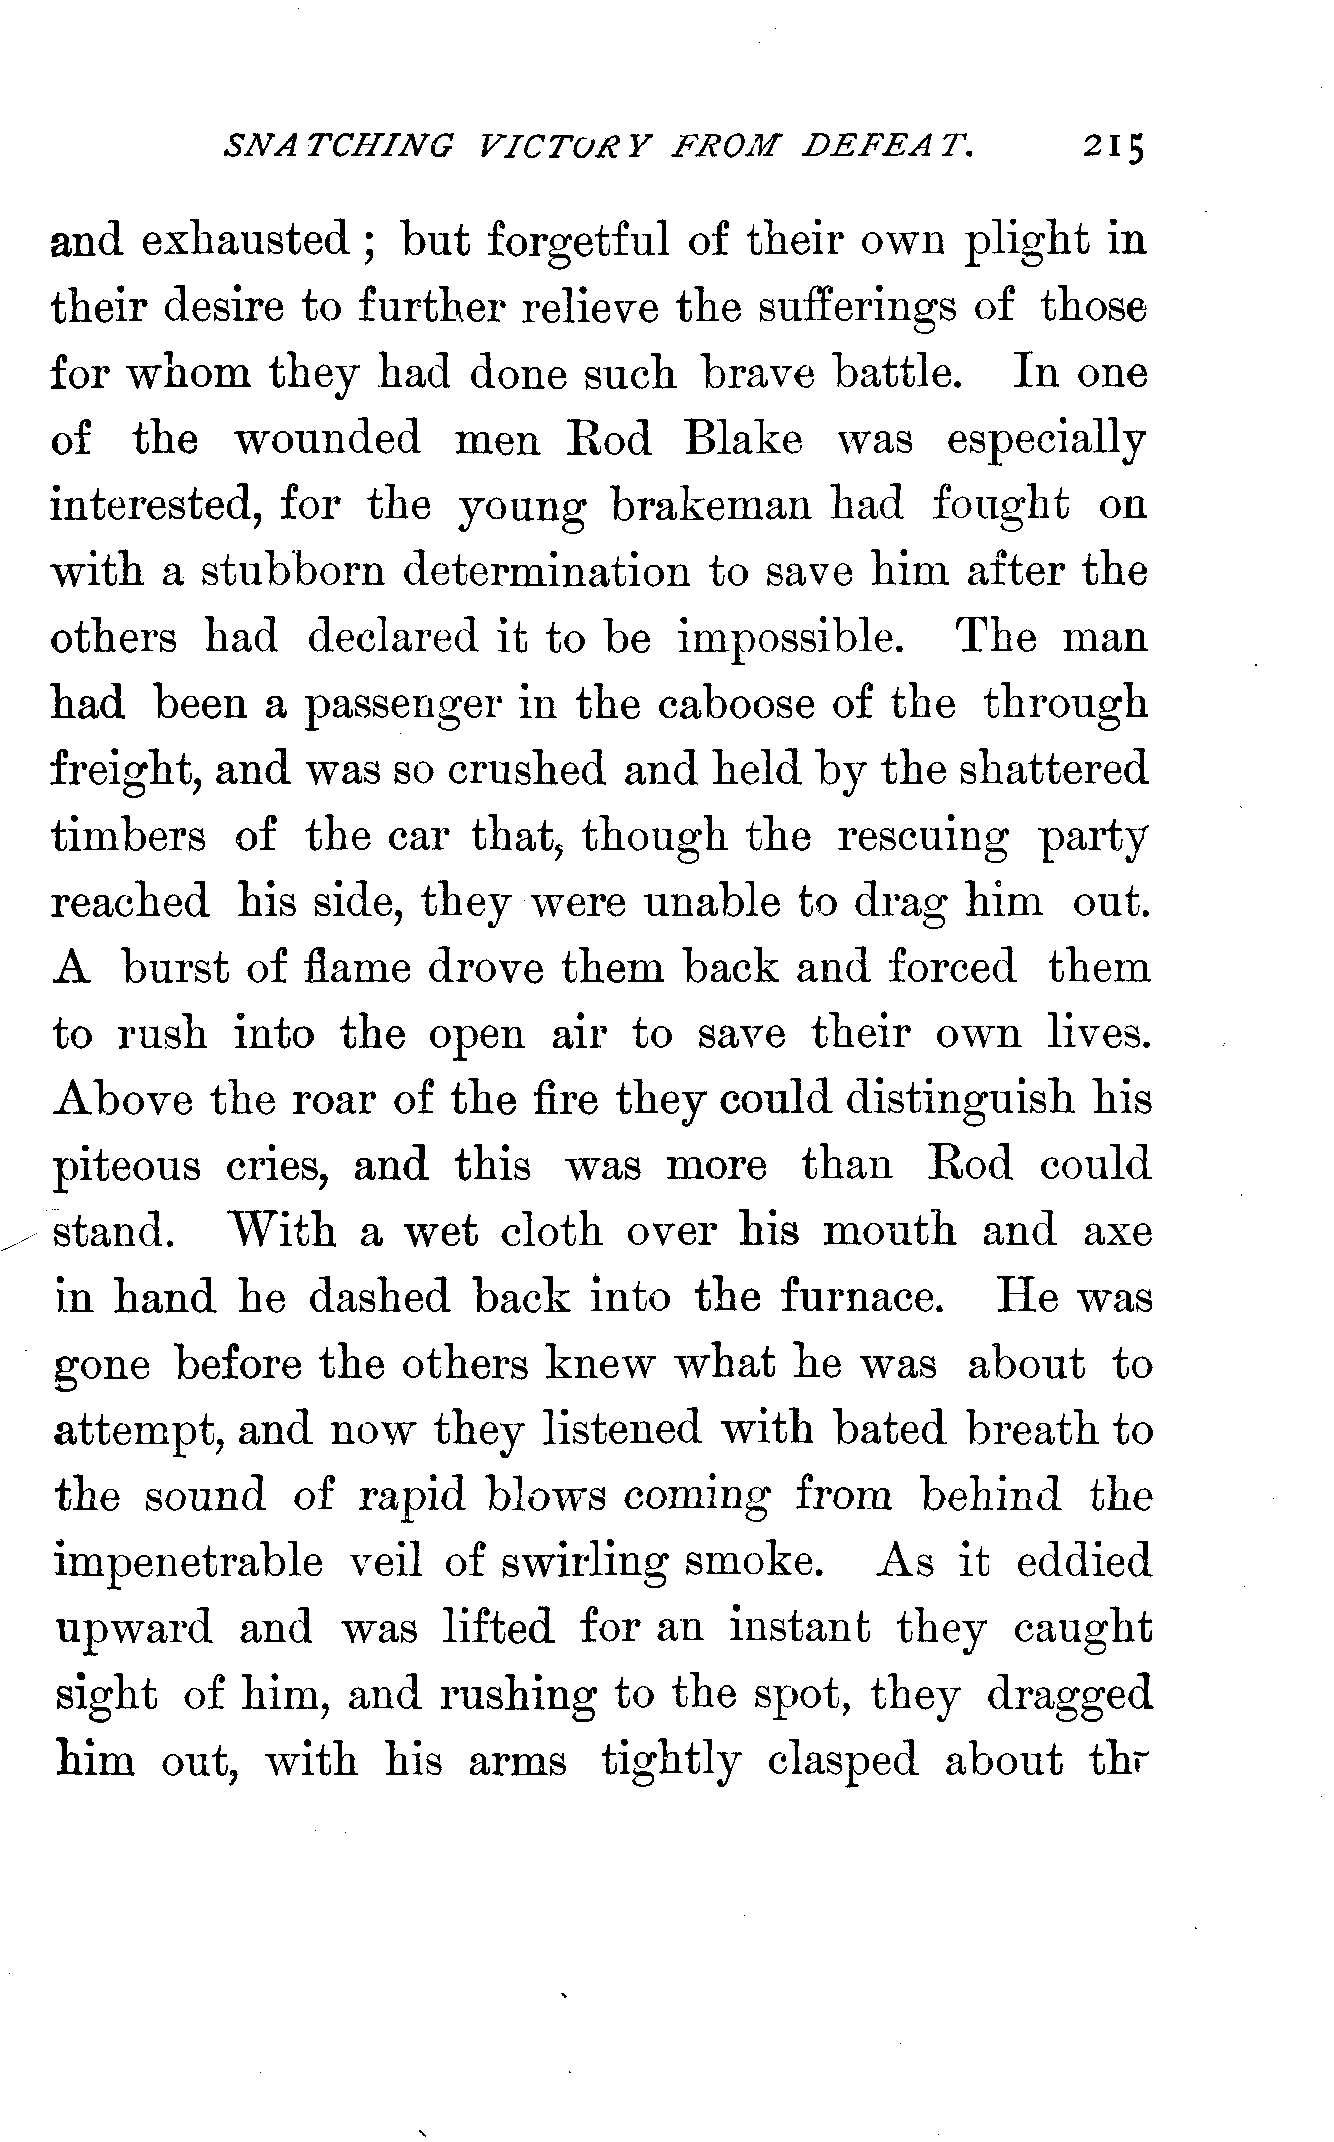 SNATCHING VICTORY FROM DEFEAT. 215
and exhausted ; but forgetful of their own plight in
their desire to further relieve the sufferings of those
for whom they had done such brave battle. In one
of the wounded men Rod Blake was especially
interested, for the young brakeman had fought on
with a stubborn determination to save him after the
others had declared it to be impossible. The man
had been a passenger in the caboose of the through
freight, and was so crushed and held by the shattered
timbers of the car that, though the rescuing party
reached his side, they were unable to drag him out.
A burst of flame drove them back and forced them
to rush into the open air to save their own lives.
Above the roar of the fire they could distinguish his
piteous cries, and this was more than Rod could
stand. With a wet cloth over his mouth and axe
in hand he dashed back into the furnace. He was
gone before the others knew what he was about to
attempt, and now they listened with bated breath to
the sound of rapid blows coming from behind the
impenetrable veil of swirling smoke. As it eddied
upward and was lifted for an instant they caught
sight of him, and rushing to the spot, they dragged
him out, with his arms tightly clasped about